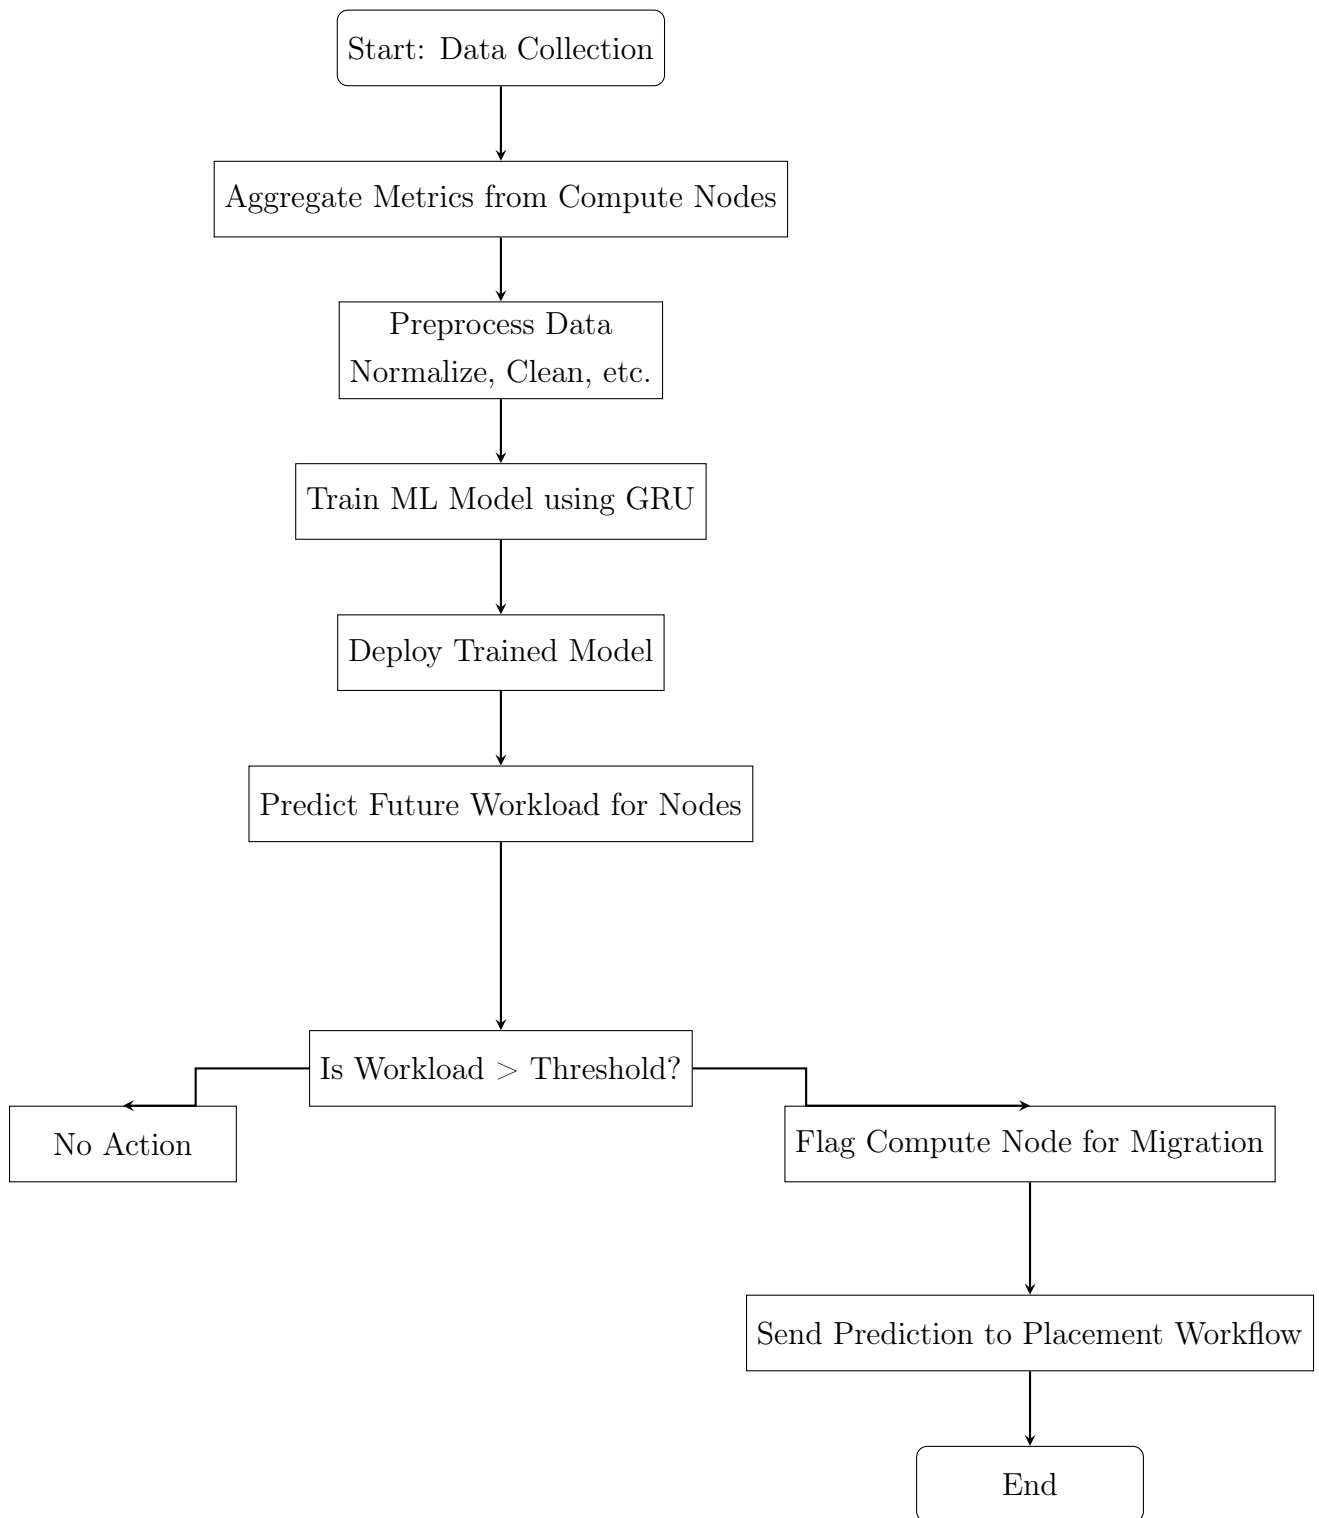 Start: Data Collection
Aggregate Metrics from Compute Nodes
Preprocess Data
Normalize, Clean, etc.
Train ML Model using GRU
Deploy Trained Model
Predict Future Workload for Nodes
Is Workload > Threshold?
No Action
Flag Compute Node for Migration
Send Prediction to Placement Workflow
End